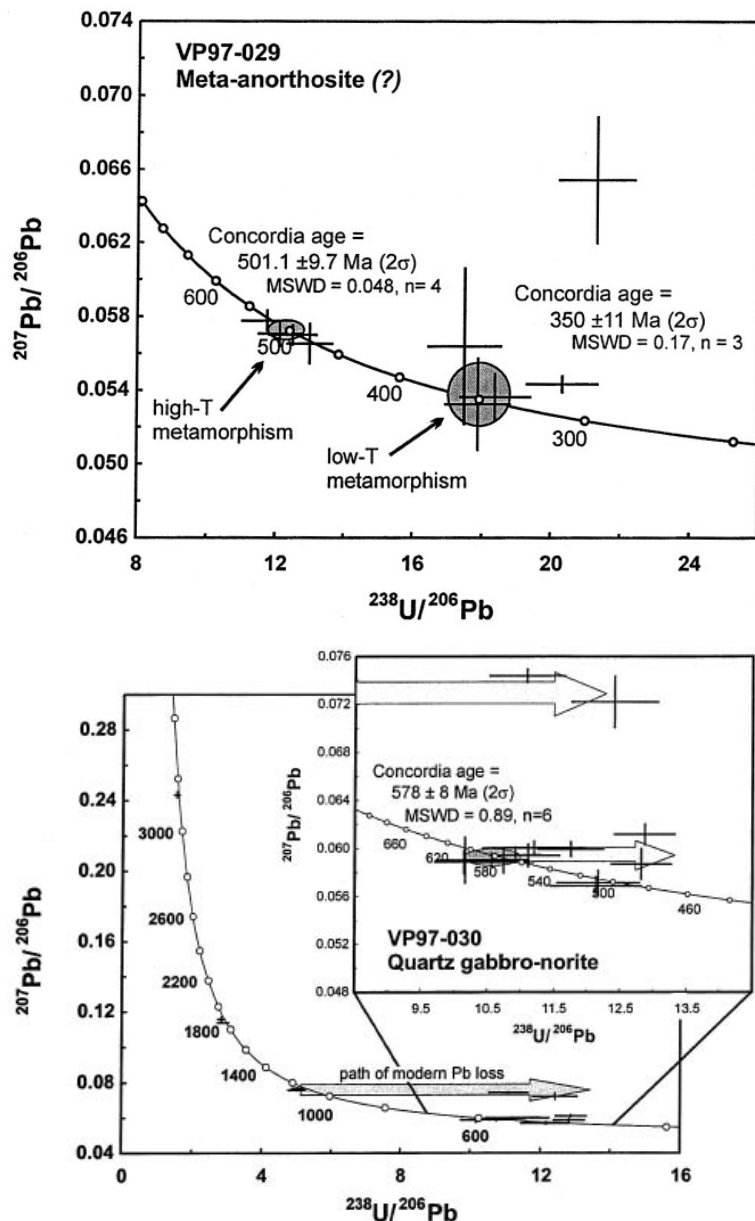 0.074
0.070
0.066
0.062
0.058
0.054
0.050
0.046
207Pb/ 206Pb
VP97-029
Meta-anorthosite (?)
Concordia age =
501.1 ±9.7 Ma (2σ)
MSWD = 0.048, n= 4
600
500
400
300
Concordia age =
350 ±11 Ma (2σ)
MSWD = 0.17, n = 3
high-T
metamorphism
low-T
metamorphism
8 12 16 20 24
238U/206Pb
0.28
0.24
0.20
0.16
0.12
0.08
0.04
207Pb/ 206Pb
3000
2600
2200
1800
1400
1000
600
path of modern Pb loss
0 4 8 12 16
238U/206Pb
0.076
0.072
0.068
0.064
0.060
0.056
0.052
0.048
207Pb/ 206Pb
Concordia age =
578 ± 8 Ma (2σ)
MSWD = 0.89, n=6
660
620
580
540
500
460
VP97-030
Quartz gabbro-norite
9.5 10.5 11.5 12.5 13.5
238U/206Pb